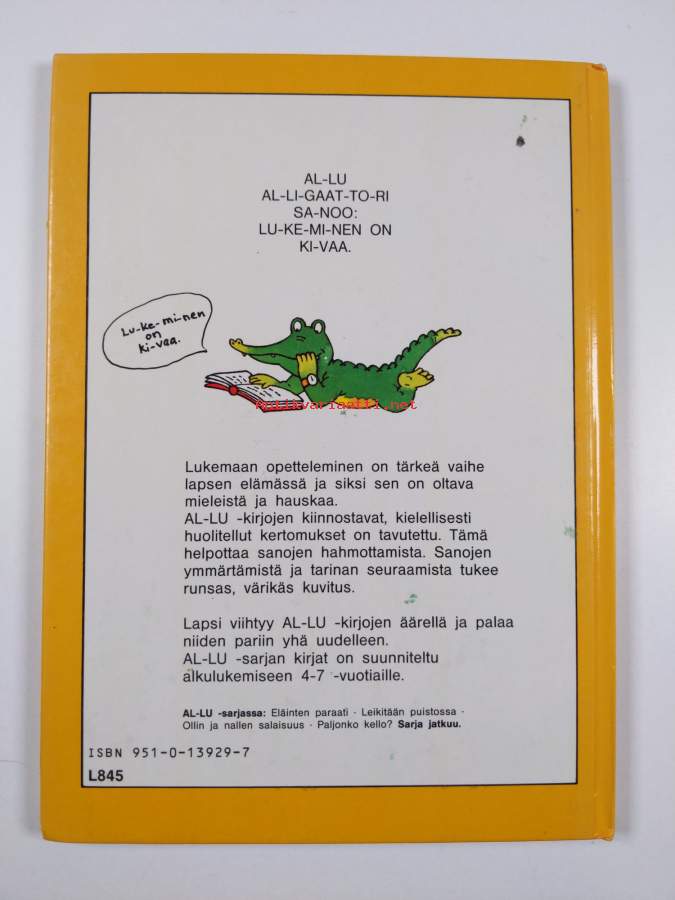 AL-LU
AL-LI-GAAT-TO-RI
SA-NOO:
LU-KE-MI-NEN ON
KI-VAA.
Lu-ke-mi-nen
on
ki-vaa.
antikvariaatti.net
Lukemaan opetteleminen on tärkeä vaihe
lapsen elämässä ja siksi sen on oltava
mieleistä ja hauskaa.
AL-LU -kirjojen kiinnostavat, kielellisesti
huolitellut kertomukset on tavutettu. Tämä
helpottaa sanojen hahmottamista. Sanojen
ymmärtämistä ja tarinan seuraamista tukee
runsas, värikäs kuvitus.
Lapsi viihtyy AL-LU -kirjojen äärellä ja palaa
niiden pariin yhä uudelleen.
AL-LU -sarjan kirjat on suunniteltu
alkulukemiseen 4-7 -vuotiaille.
AL-LU -sarjassa: Eläinten paraati · Leikitään puistossa ·
Ollin ja nallen salaisuus · Paljonko kello? Sarja jatkuu.
ISBN 951-0-13929-7
L845